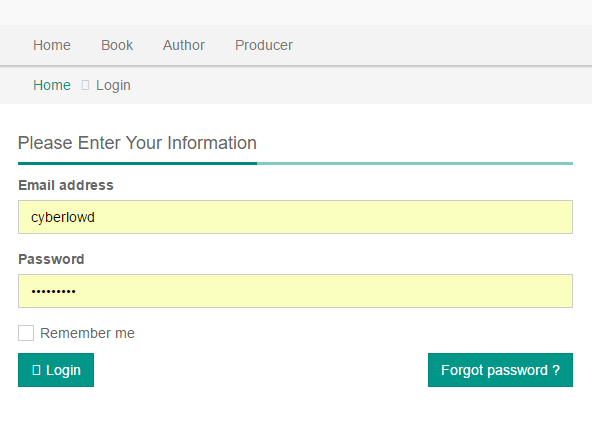 Home Book Author Producer
Home Login
Please Enter Your Information
Email address
cyberlowd
Password
•••••••••
Remember me
Login Forgot password ?